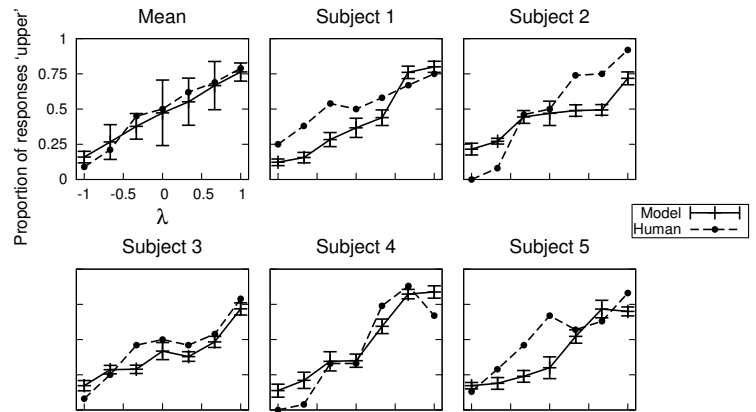 Mean
Subject 1
Subject 2
Proportion of responses 'upper'
1
0.75
0.5
0.25
0
-1 -0.5 0 0.5 1
λ
Model
Human
Subject 3
Subject 4
Subject 5